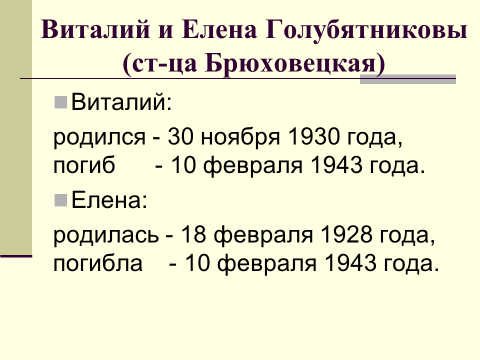 Виталий и Елена Голубятниковы
(ст-ца Брюховецкая)
Виталий:
родился - 30 ноября 1930 года,
погиб - 10 февраля 1943 года.
Елена:
родилась - 18 февраля 1928 года,
погибла - 10 февраля 1943 года.